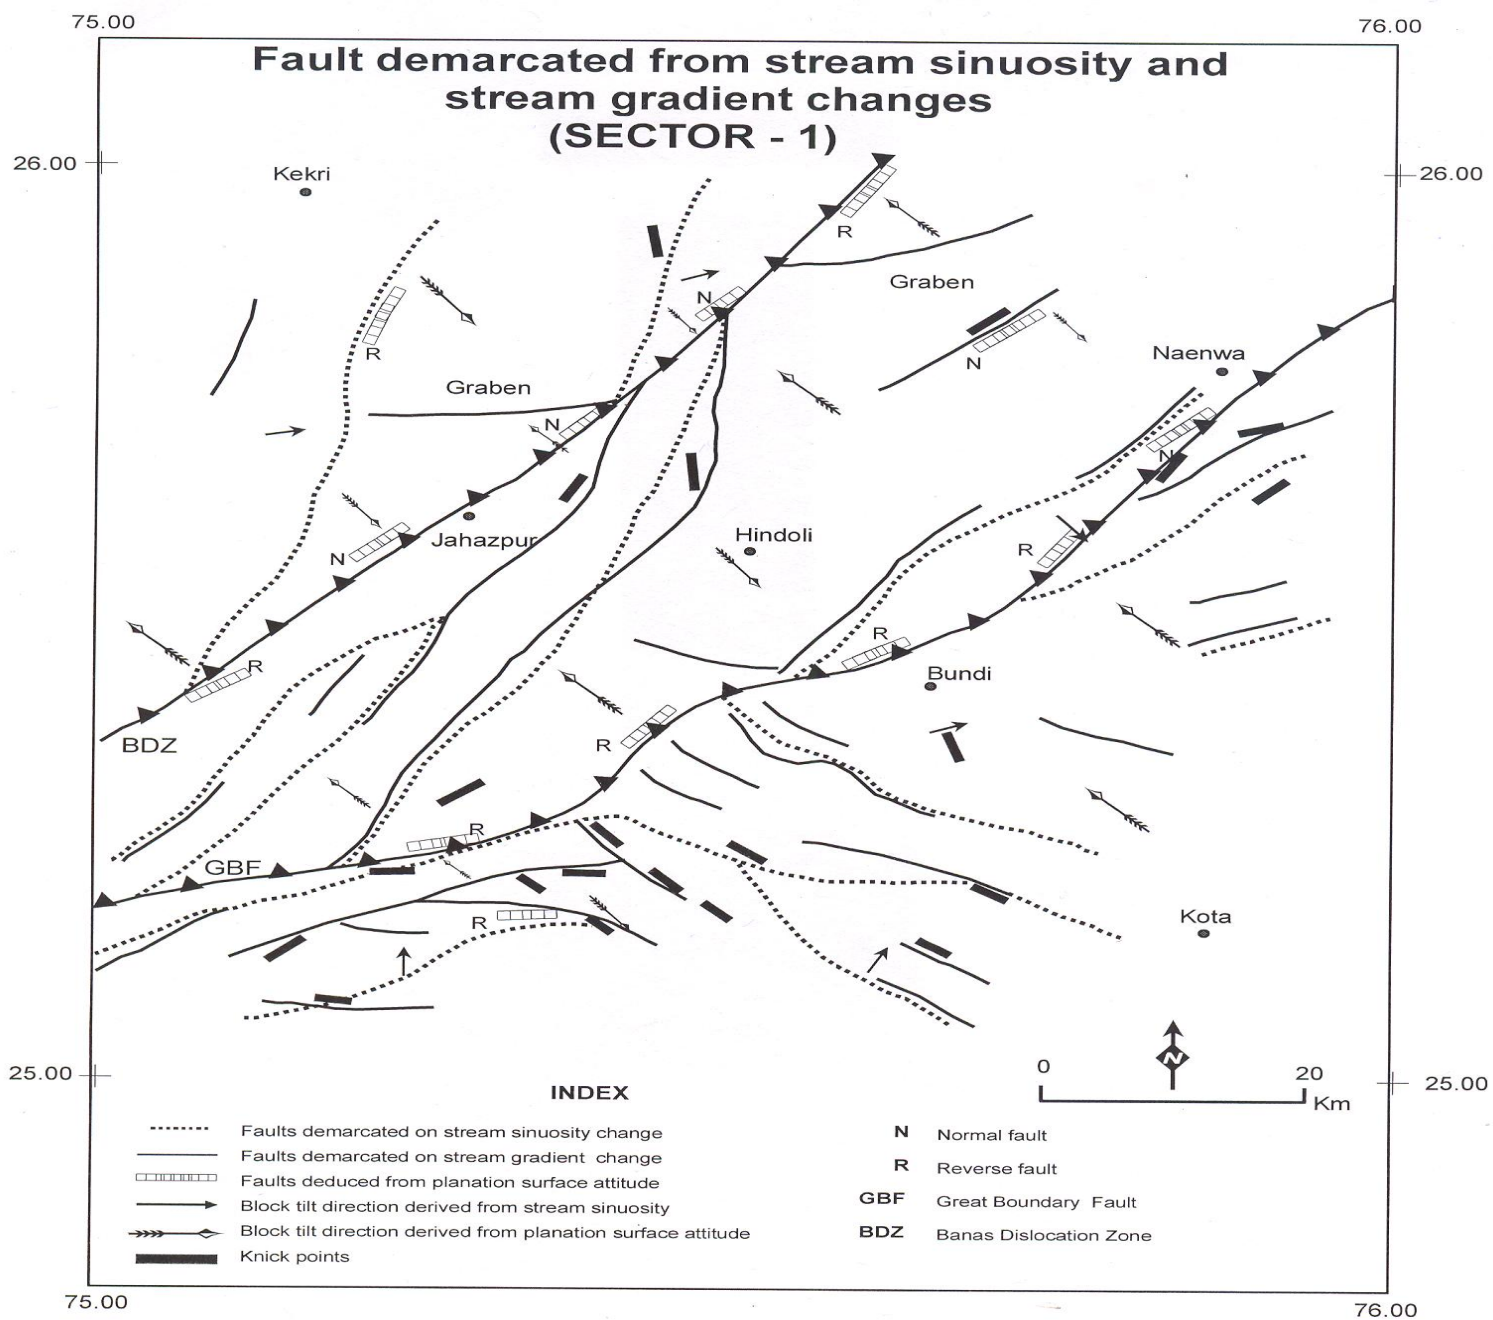 75.00
76.00
Fault demarcated from stream sinuosity and
stream gradient changes
(SECTOR - 1)
26.00
26.00
Kekri
R
Graben
N
R
Graben
N
Naenwa
N
N
Jahazpur
Hindoli
N
R
R
R
BDZ
Bundi
R
R
GBF
R
Kota
25.00
25.00
N
0 20
Km
INDEX
Faults demarcated on stream sinuosity change
Faults demarcated on stream gradient change
Faults deduced from planation surface attitude
Block tilt direction derived from stream sinuosity
Block tilt direction derived from planation surface attitude
Knick points
N Normal fault
R Reverse fault
GBF Great Boundary Fault
BDZ Banas Dislocation Zone
75.00
76.00